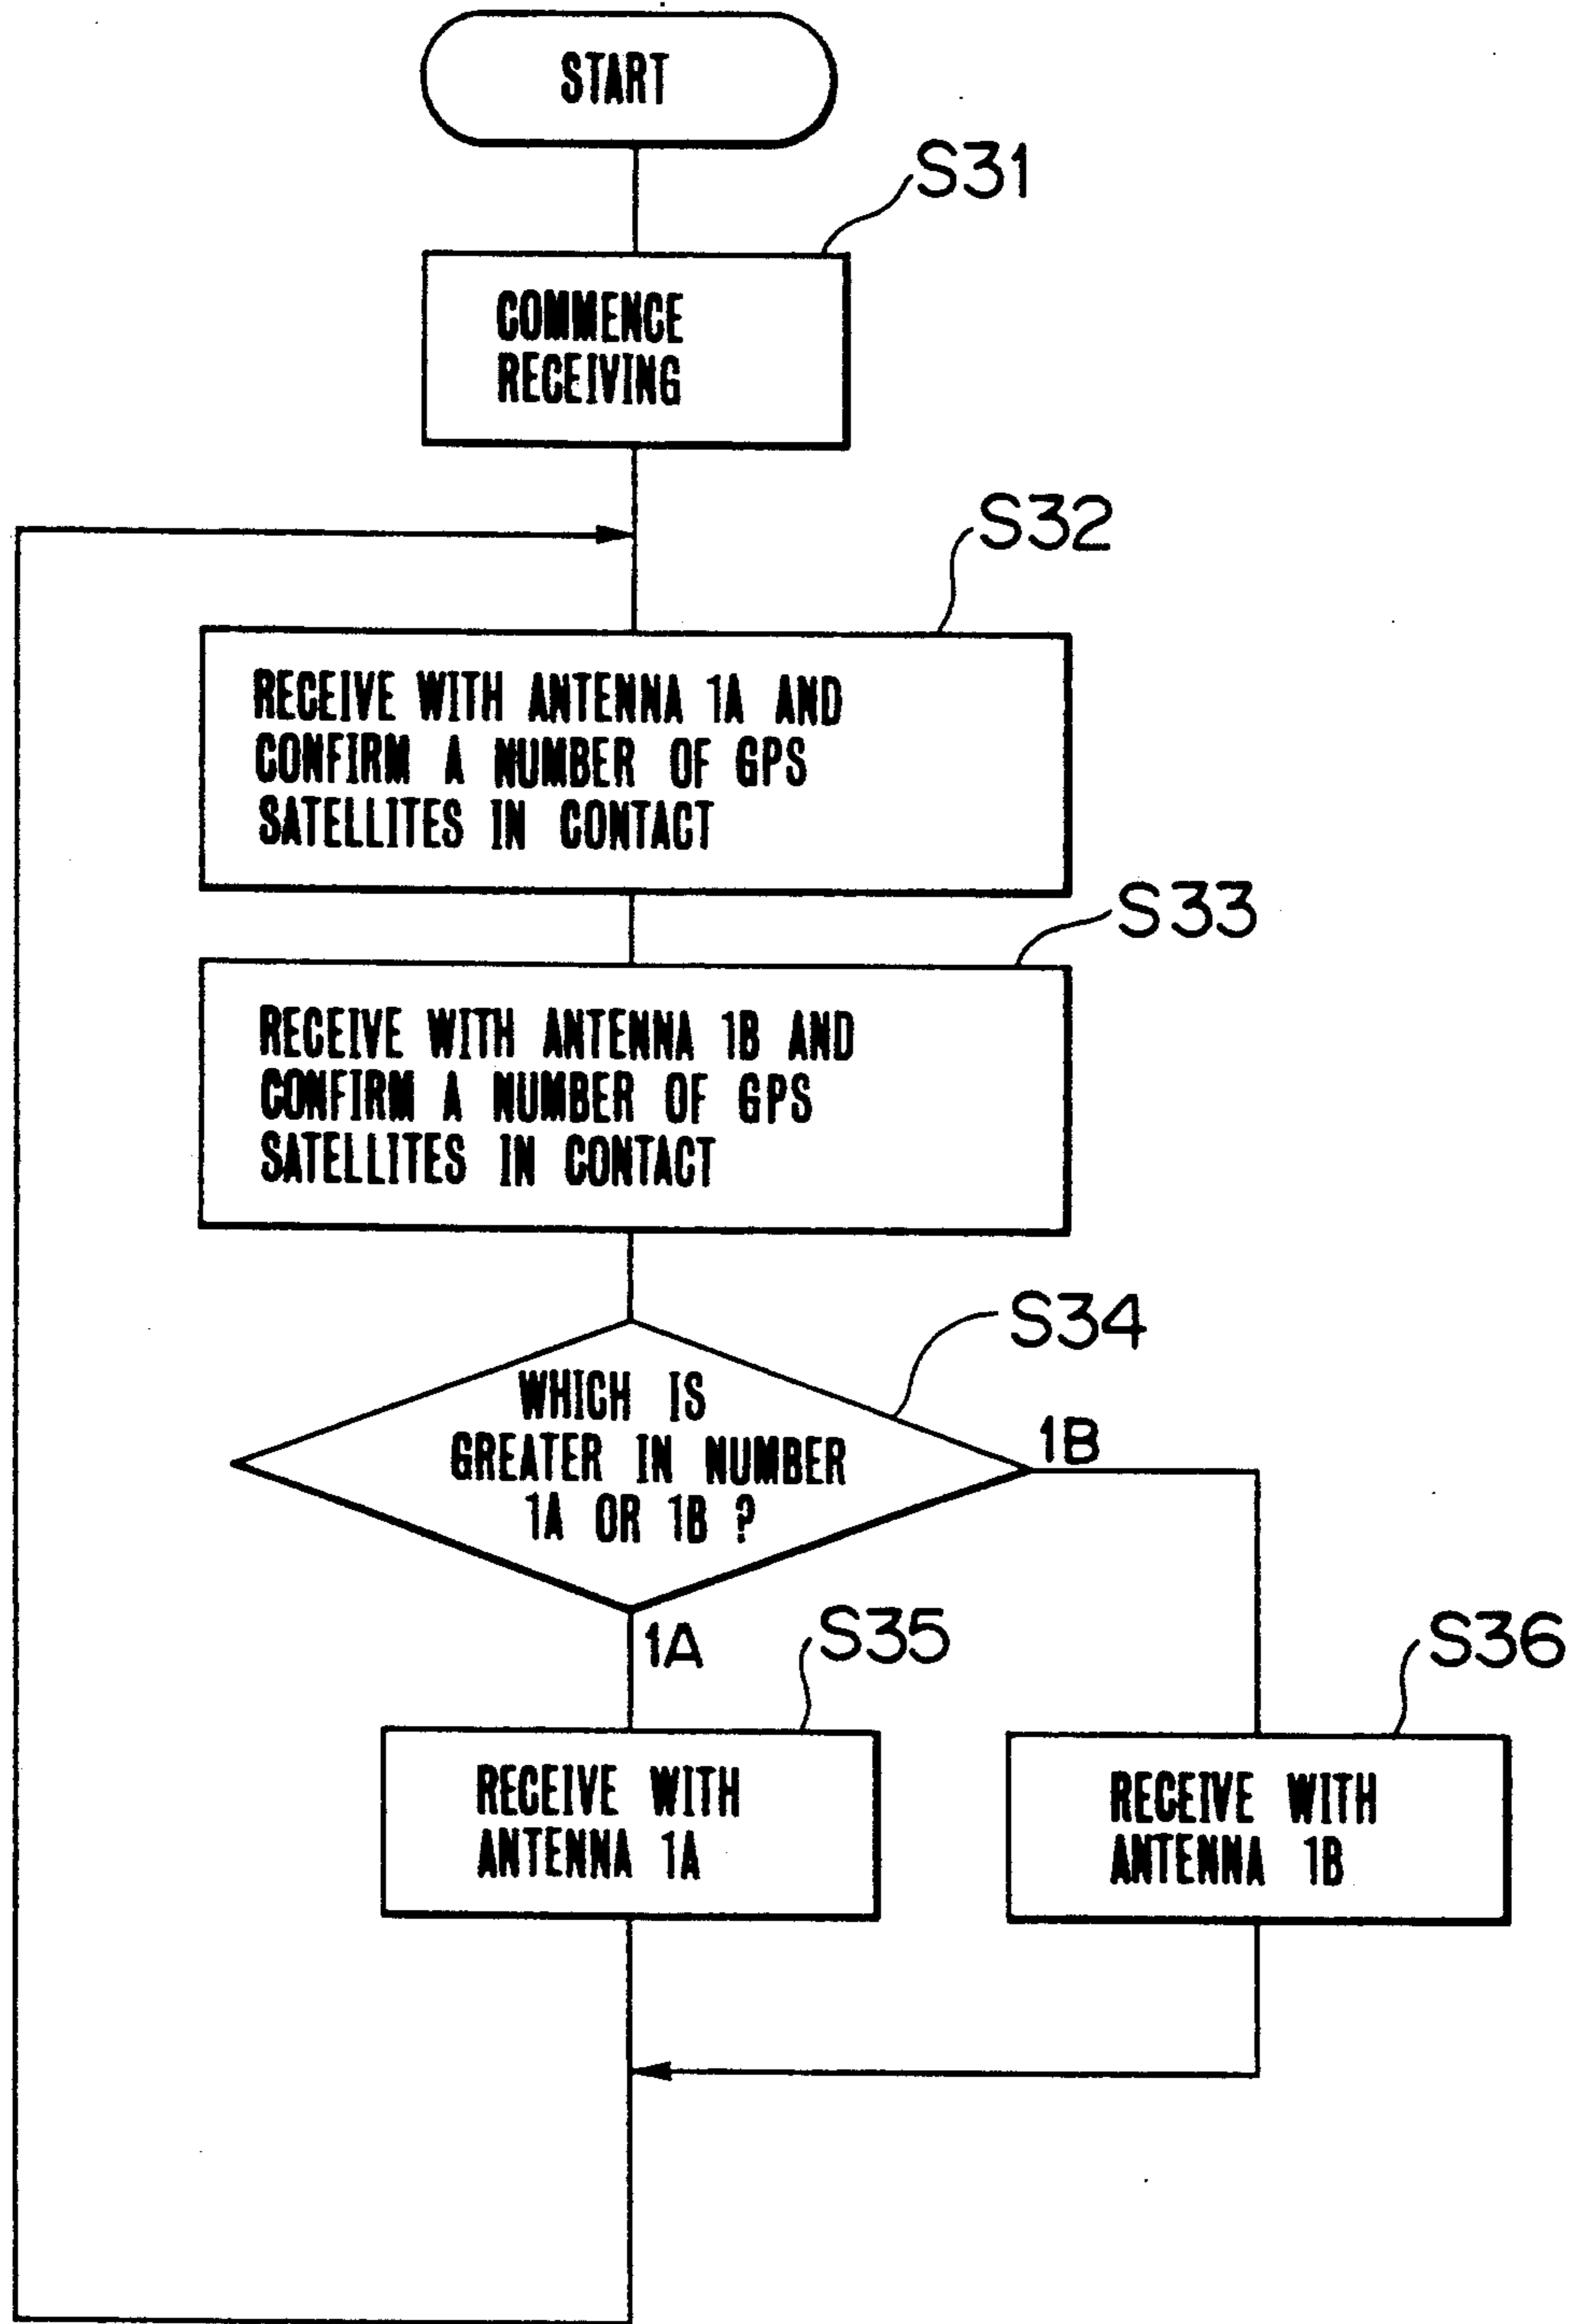 START
S31
COMMENCE
RECEIVING
S32
RECEIVE WITH ANTENNA 1A AND
CONFIRM A NUMBER OF GPS
SATELLITES IN CONTACT
S33
RECEIVE WITH ANTENNA 1B AND
CONFIRM A NUMBER OF GPS
SATELLITES IN CONTACT
S34
WHICH IS
GREATER IN NUMBER
1A OR 1B ?
1B
1A
S35
S36
RECEIVE WITH
ANTENNA 1A
RECEIVE WITH
ANTENNA 1B